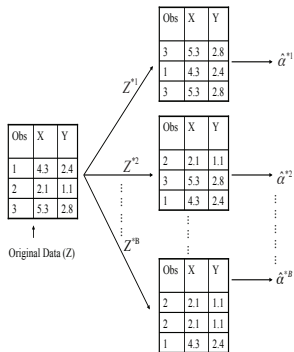 Obs X Y
3 5.3 2.8
1 4.3 2.4
3 5.3 2.8
Z*1
α̂*1
Obs X Y
1 4.3 2.4
2 2.1 1.1
3 5.3 2.8
Original Data (Z)
Z*2
Obs X Y
2 2.1 1.1
3 5.3 2.8
1 4.3 2.4
α̂*2
Z*B
Obs X Y
2 2.1 1.1
2 2.1 1.1
1 4.3 2.4
α̂*B